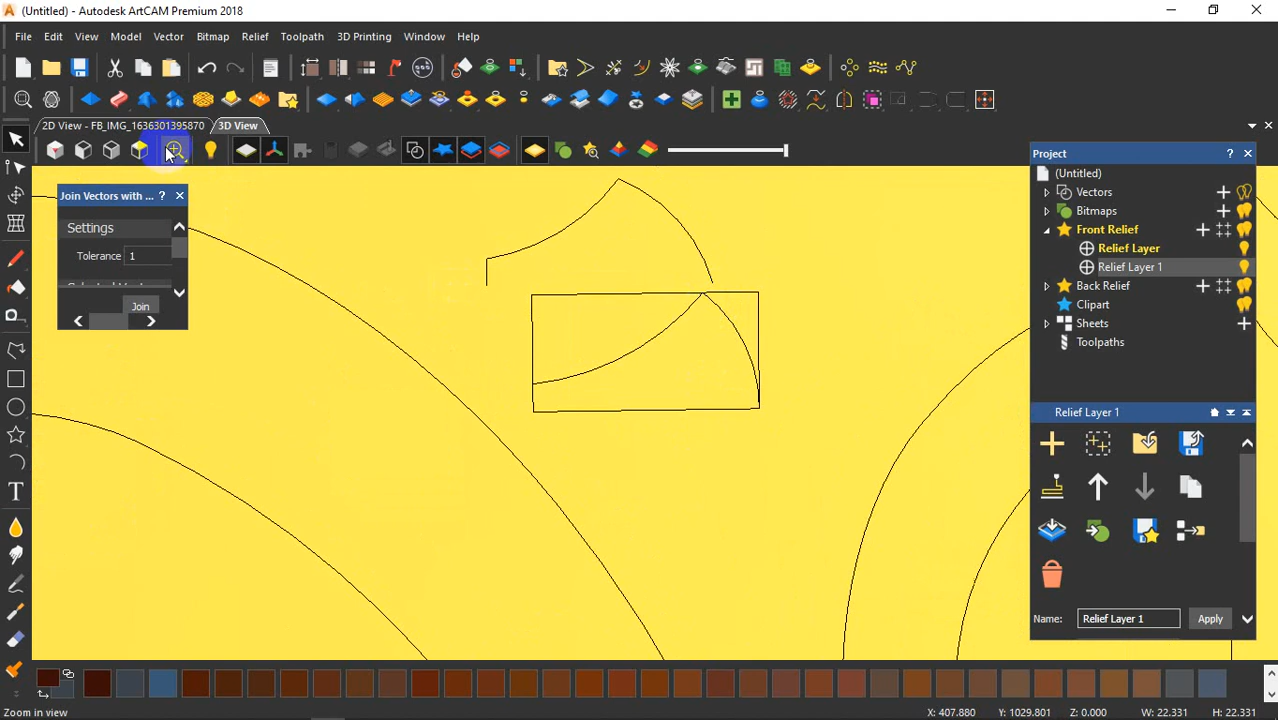 (Untitled) - Autodesk ArtCAM Premium 2018
File Edit View Model Vector Bitmap Relief Toolpath 3D Printing Window Help
2D View - FB_IMG_1636301395870 3D View
Join Vectors with ... ?
Settings
Tolerance 1
Join
Project ?
(Untitled)
Vectors
Bitmaps
Front Relief
Relief Layer
Relief Layer 1
Back Relief
Clipart
Sheets
Toolpaths
Relief Layer 1
Name: Relief Layer 1 Apply
Zoom in view X: 407.880 Y: 1029.801 Z: 0.000 W: 22.331 H: 22.331